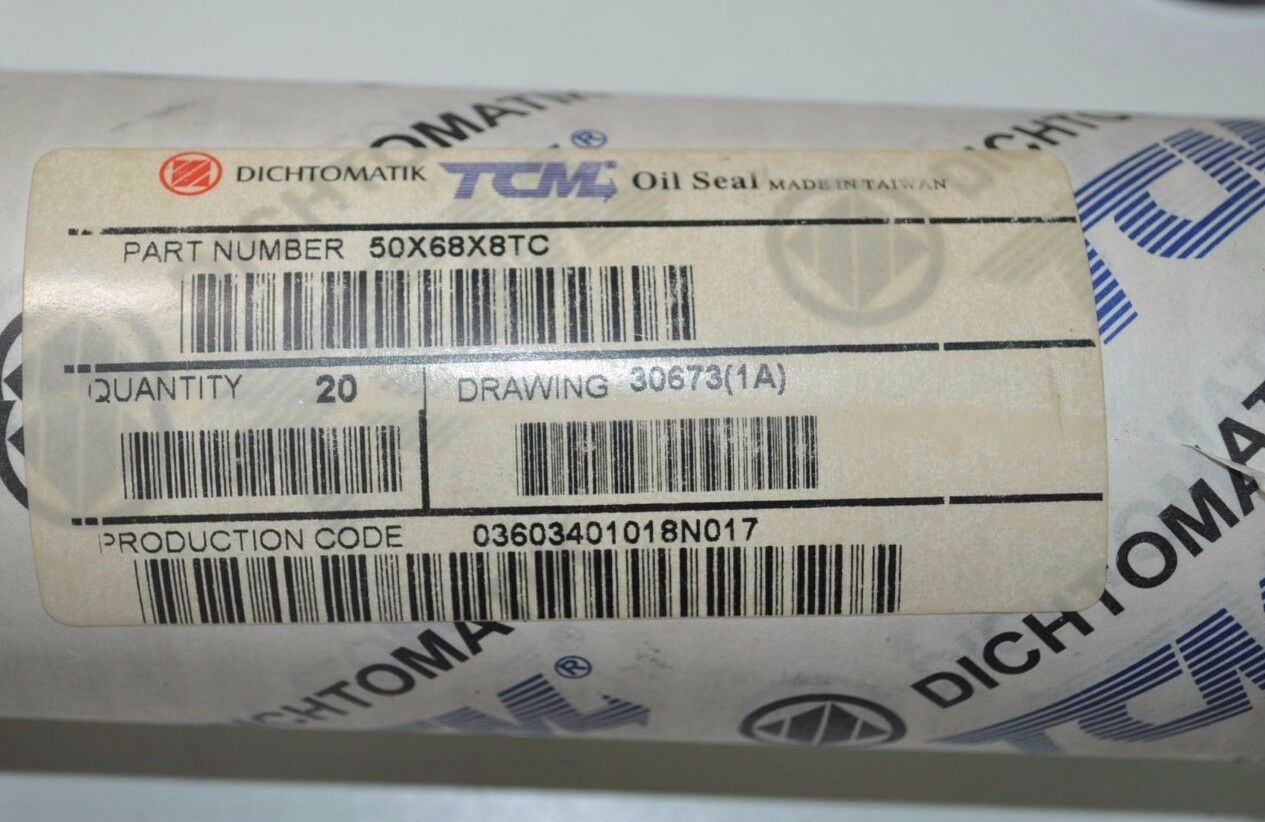 DICHTOMATIK
®
DICHTOMATIK TCM Oil Seal MADE IN TAIWAN
PART NUMBER 50X68X8TC
QUANTITY 20
DRAWING 30673(1A)
PRODUCTION CODE 03603401018N017
DICHTOMATIK
TCM®
DICHTOMATIK